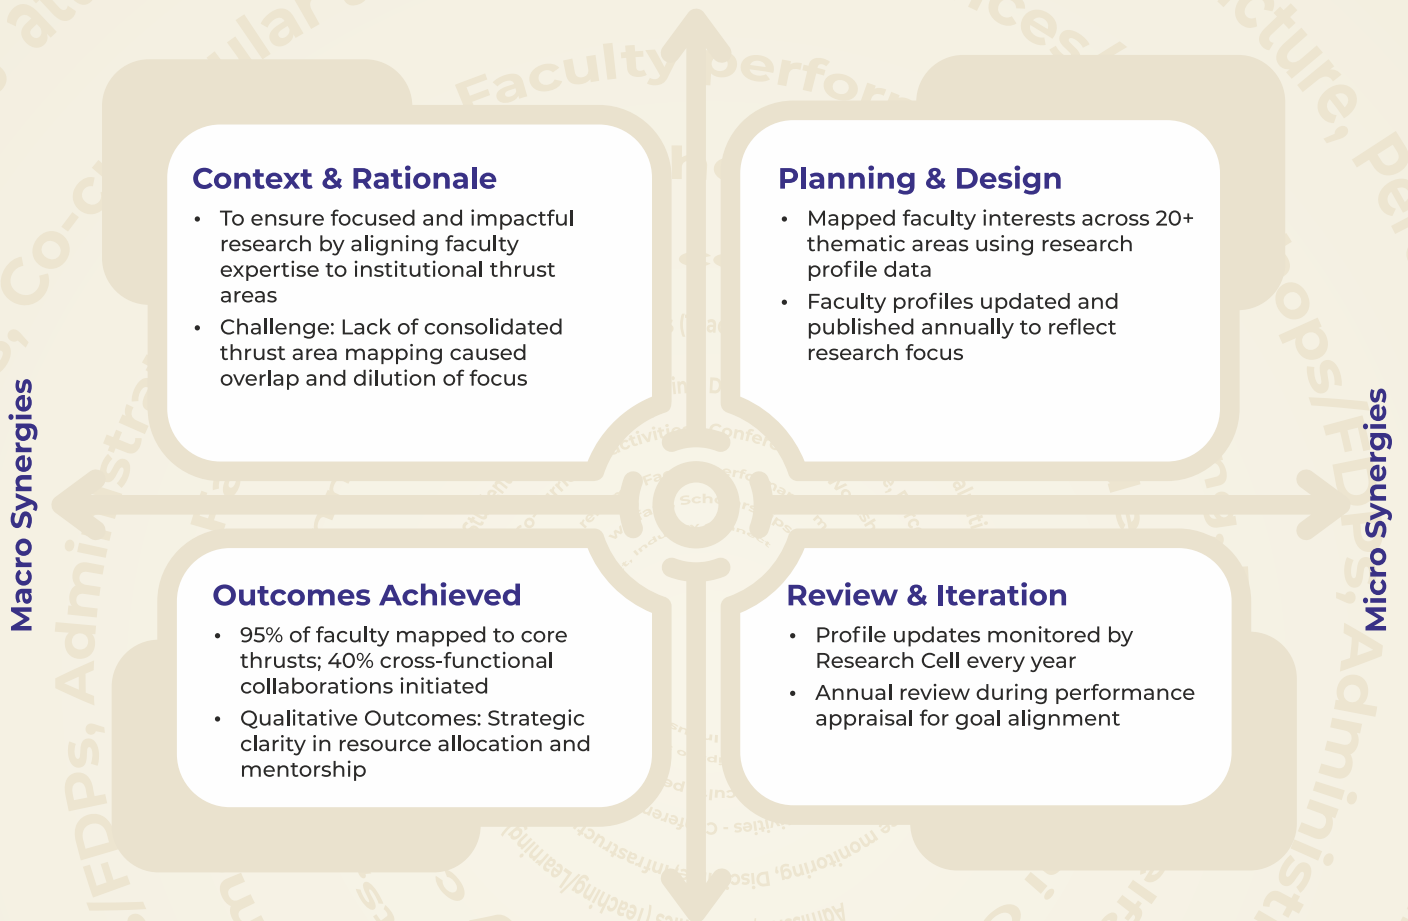 Context & Rationale
• To ensure focused and impactful
research by aligning faculty
expertise to institutional thrust
areas
• Challenge: Lack of consolidated
thrust area mapping caused
overlap and dilution of focus
Planning & Design
• Mapped faculty interests across 20+
thematic areas using research
profile data
• Faculty profiles updated and
published annually to reflect
research focus
Macro Synergies
Micro Synergies
Outcomes Achieved
• 95% of faculty mapped to core
thrusts; 40% cross-functional
collaborations initiated
• Qualitative Outcomes: Strategic
clarity in resource allocation and
mentorship
Review & Iteration
• Profile updates monitored by
Research Cell every year
• Annual review during performance
appraisal for goal alignment